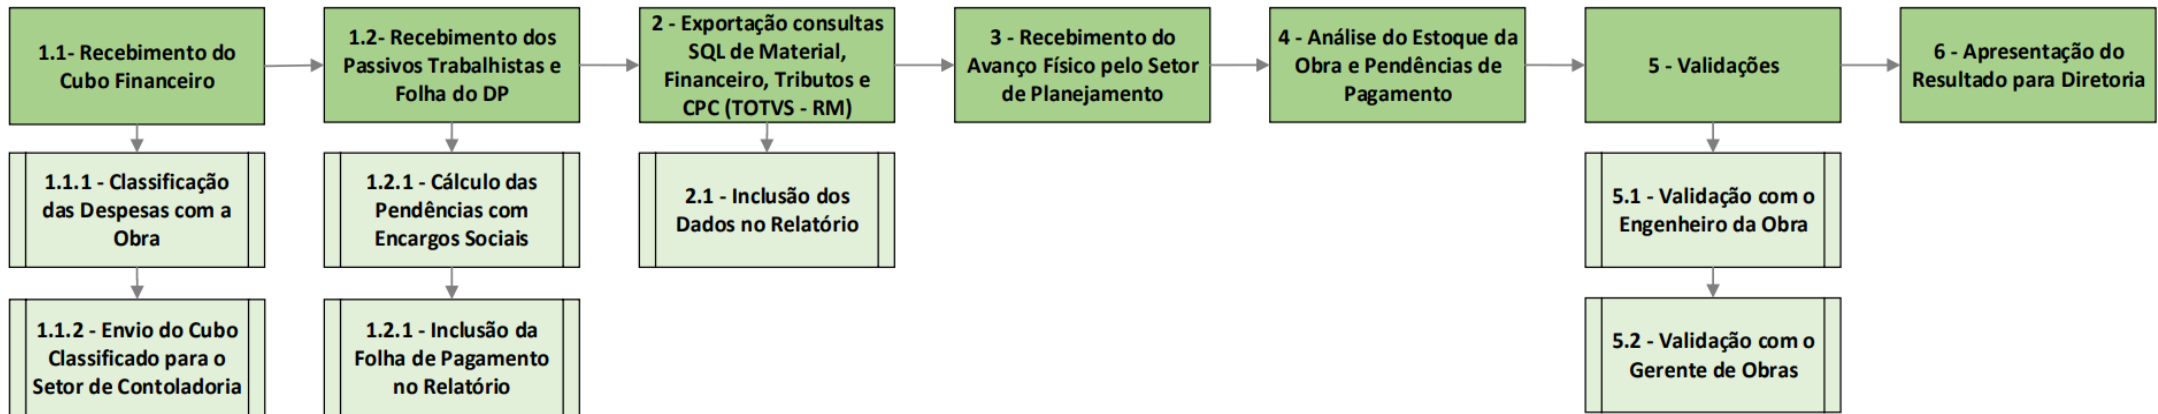 1.1- Recebimento do
Cubo Financeiro
1.2- Recebimento dos
Passivos Trabalhistas e
Folha do DP
2 - Exportação consultas
SQL de Material,
Financeiro, Tributos e
CPC (TOTVS - RM)
3 - Recebimento do
Avanço Físico pelo Setor
de Planejamento
4 - Análise do Estoque da
Obra e Pendências de
Pagamento
5 - Validações
6 - Apresentação do
Resultado para Diretoria
1.1.1 - Classificação
das Despesas com a
Obra
1.2.1 - Cálculo das
Pendências com
Encargos Sociais
2.1 - Inclusão dos
Dados no Relatório
5.1 - Validação com o
Engenheiro da Obra
1.1.2 - Envio do Cubo
Classificado para o
Setor de Contoladoria
1.2.1 - Inclusão da
Folha de Pagamento
no Relatório
5.2 - Validação com o
Gerente de Obras